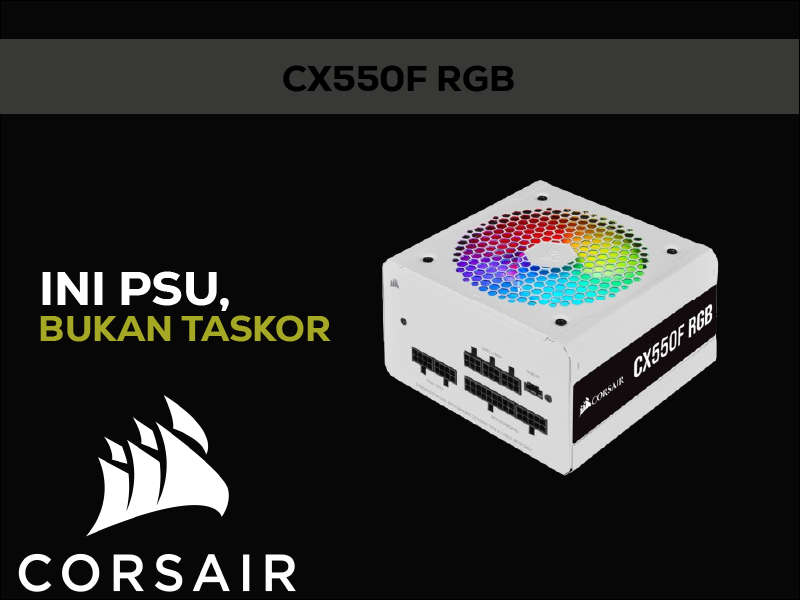 CX550F RGB
INI PSU,
BUKAN TASKOR
CX550F RGB
CORSAIR
CORSAIR